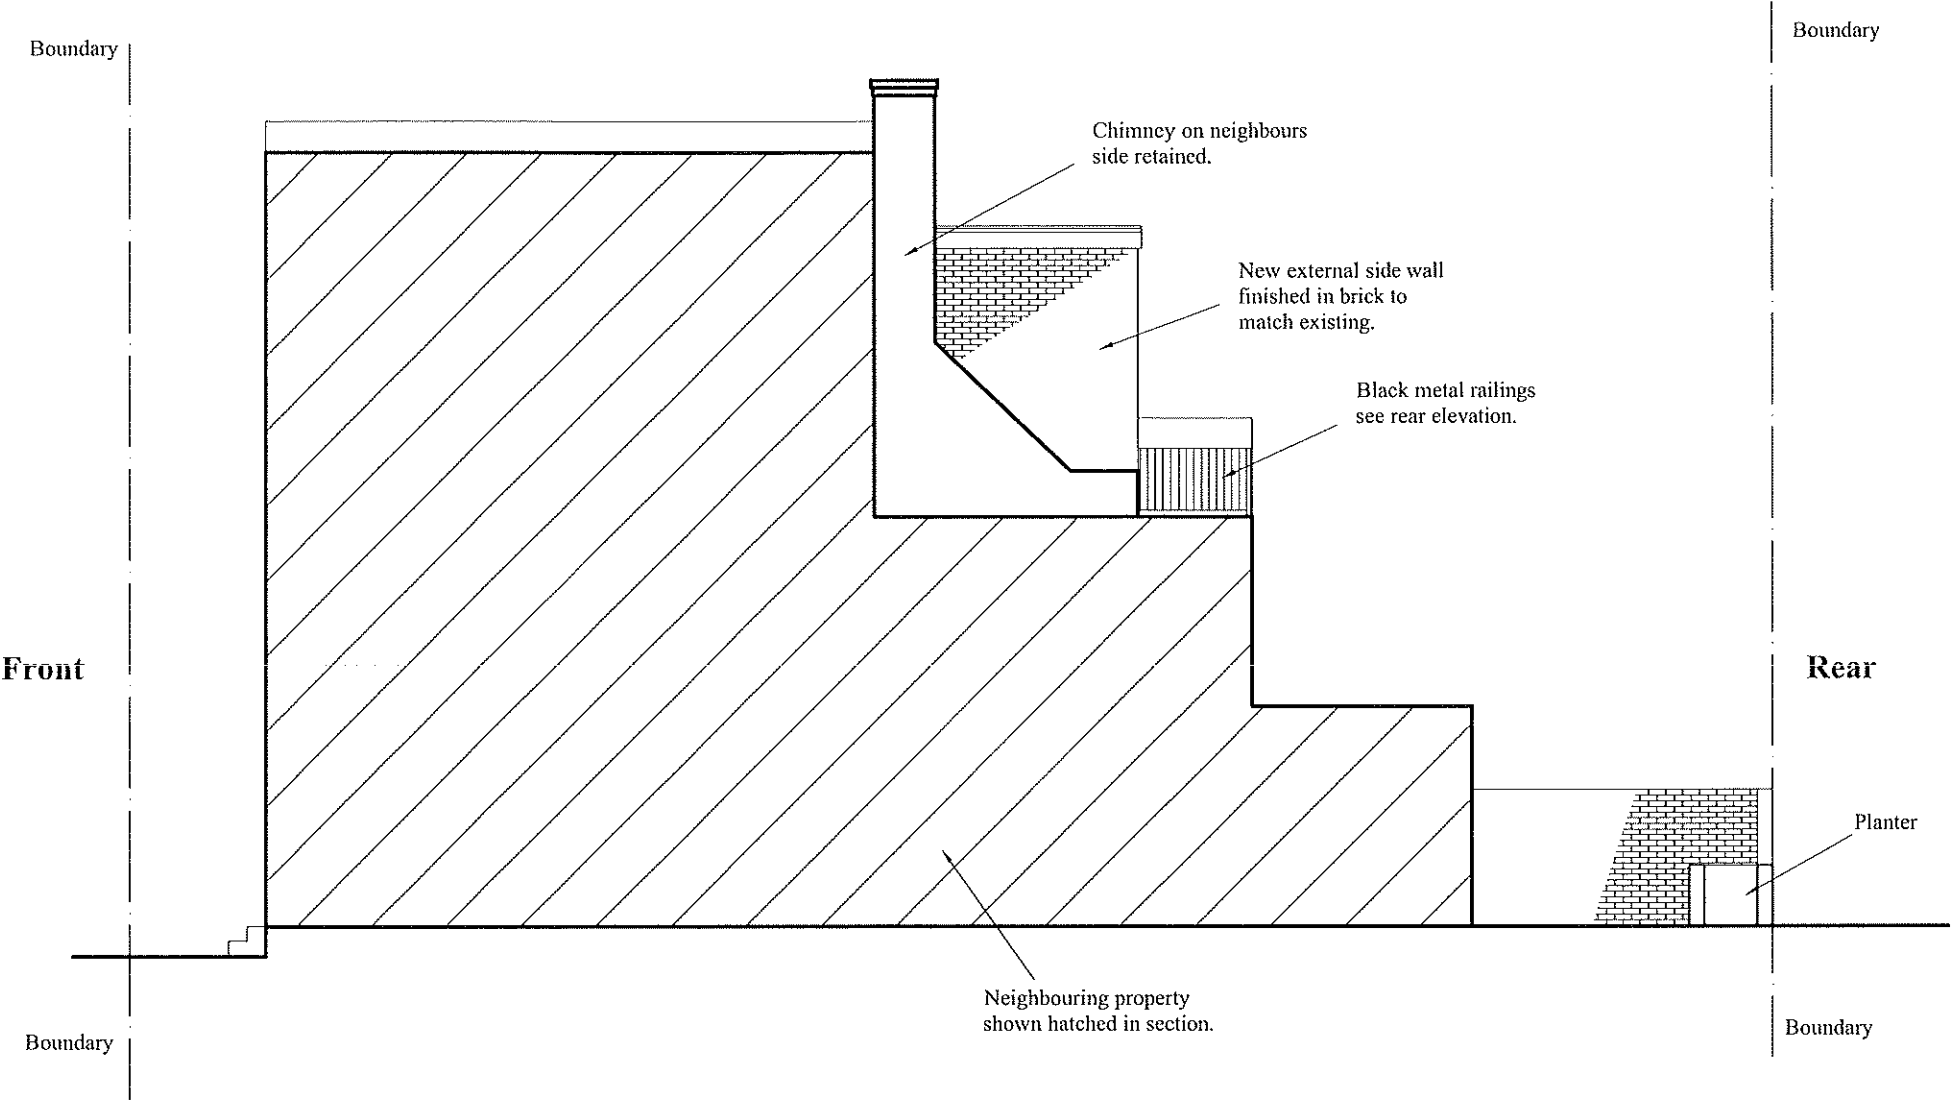 Boundary
Boundary
Chimney on neighbours
side retained.
New external side wall
finished in brick to
match existing.
Black metal railings
see rear elevation.
Front
Rear
Planter
Neighbouring property
shown hatched in section.
Boundary
Boundary